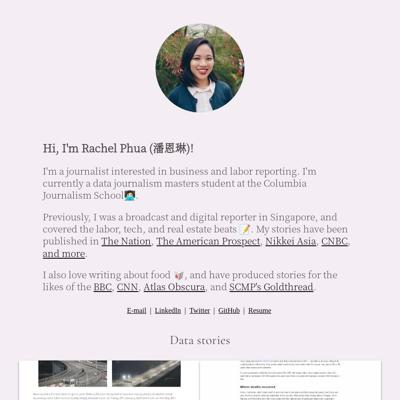 Hi, I'm Rachel Phua (潘恩琳)!
I'm a journalist interested in business and labor reporting. I'm
currently a data journalism masters student at the Columbia
Journalism School👩🏻‍💻.
Previously, I was a broadcast and digital reporter in Singapore, and
covered the labor, tech, and real estate beats 📝. My stories have been
published in The Nation, The American Prospect, Nikkei Asia, CNBC,
and more.
I also love writing about food 🥡, and have produced stories for the
likes of the BBC, CNN, Atlas Obscura, and SCMP's Goldthread.
E-mail | LinkedIn | Twitter | GitHub | Resume
Data stories